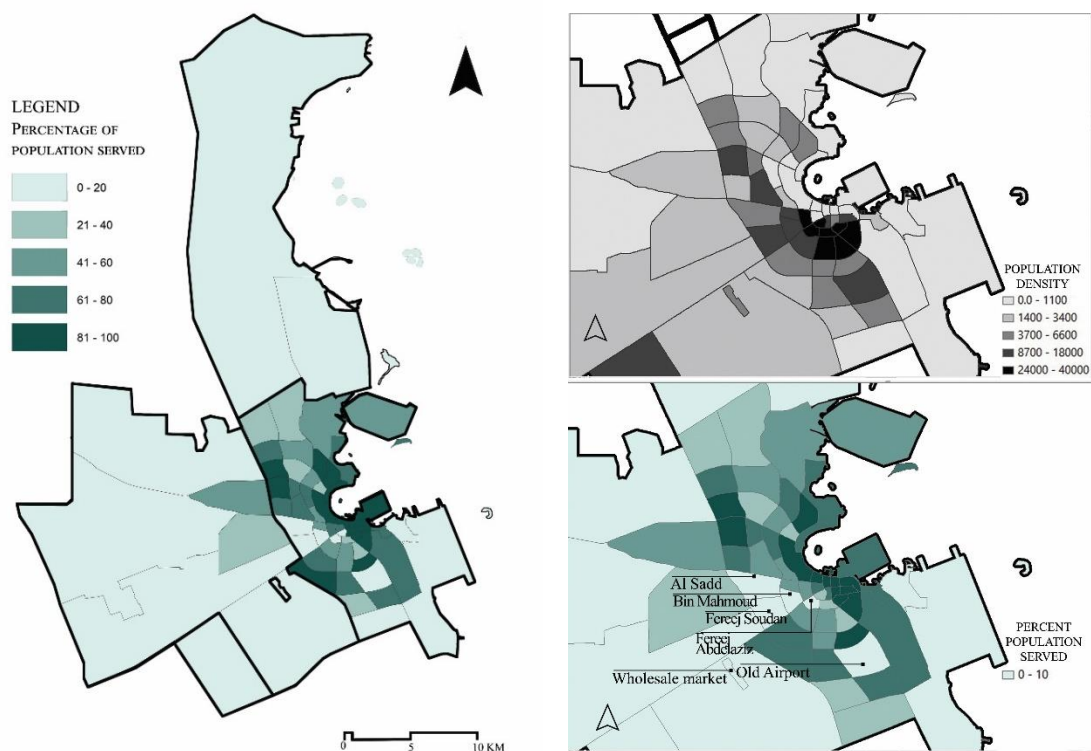 LEGEND
PERCENTAGE OF
POPULATION SERVED
0 - 20
21 - 40
41 - 60
61 - 80
81 - 100
0 5 10 KM
POPULATION
DENSITY
0.0 - 1100
1400 - 3400
3700 - 6600
8700 - 18000
24000 - 40000
Al Sadd
Bin Mahmoud
Fereej Soudan
Fereej
Abdelaziz
Old Airport
Wholesale market
PERCENT
POPULATION
SERVED
0 - 10